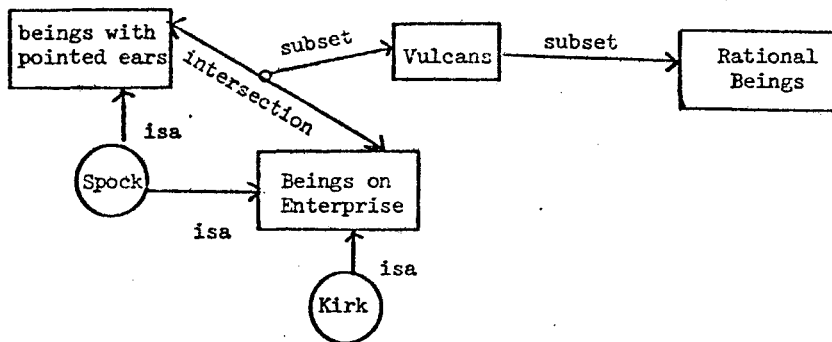 beings with
pointed ears
subset
Vulcans
subset
Rational
Beings
intersection
isa
Spock
Beings on
Enterprise
isa
isa
Kirk